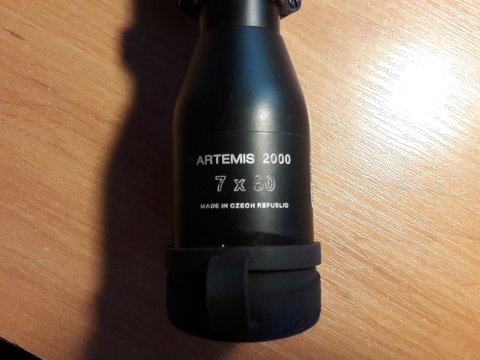 ARTEMIS 2000
7 x 50
MADE IN CZECH REPUBLIC